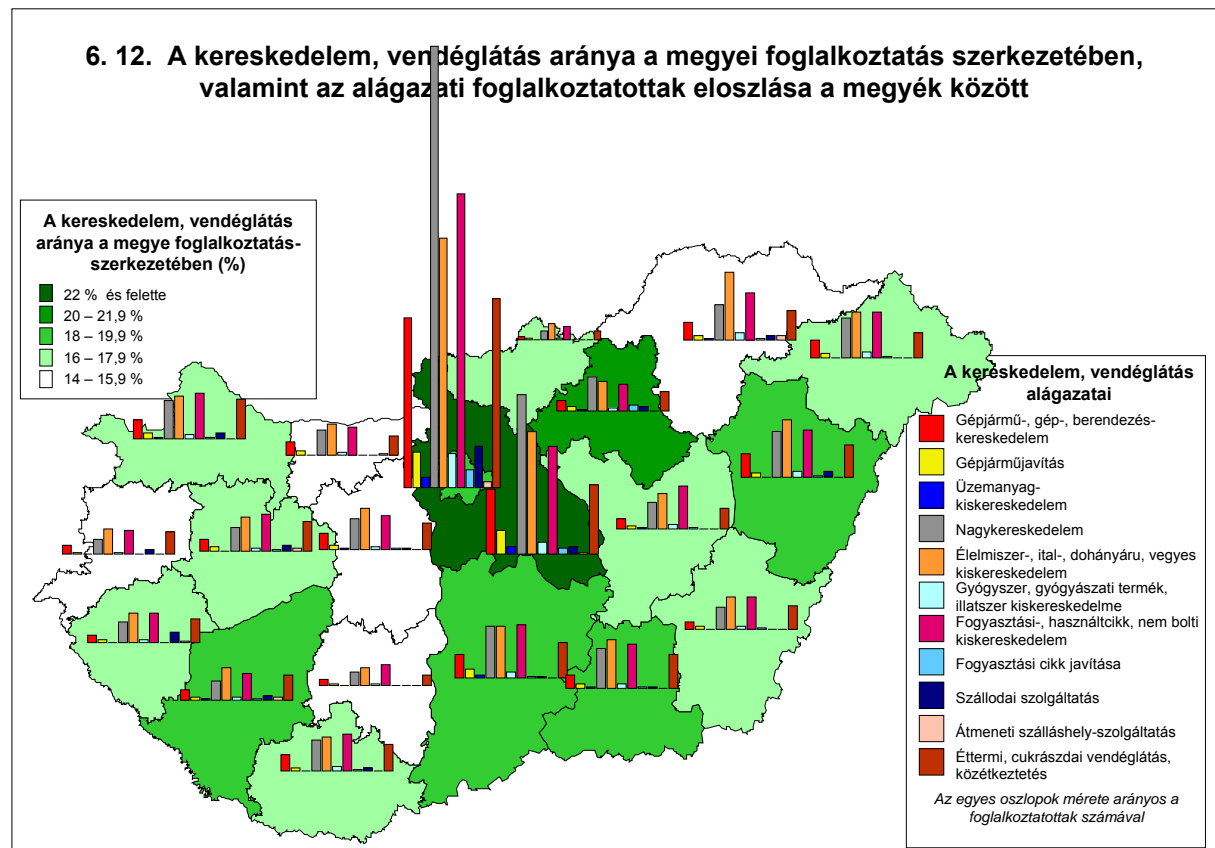 6. 12. A kereskedelem, vendéglátás aránya a megyei foglalkoztatás szerkezetében,
valamint az alágazati foglalkoztatottak eloszlása a megyék között
A kereskedelem, vendéglátás
aránya a megye foglalkoztatás-
szerkezetében (%)
22 % és felette
20 – 21,9 %
18 – 19,9 %
16 – 17,9 %
14 – 15,9 %
A kereskedelem, vendéglátás
alágazatai
Gépjármű-, gép-, berendezés-
kereskedelem
Gépjárműjavítás
Üzemanyag-
kiskereskedelem
Nagykereskedelem
Élelmiszer-, ital-, dohányáru, vegyes
kiskereskedelem
Gyógyszer, gyógyászati termék,
illatszer kiskereskedelme
Fogyasztási-, használtcikk, nem bolti
kiskereskedelem
Fogyasztási cikk javítása
Szállodai szolgáltatás
Átmeneti szálláshely-szolgáltatás
Éttermi, cukrászdai vendéglátás,
közétkeztetés
Az egyes oszlopok mérete arányos a
foglalkoztatottak számával